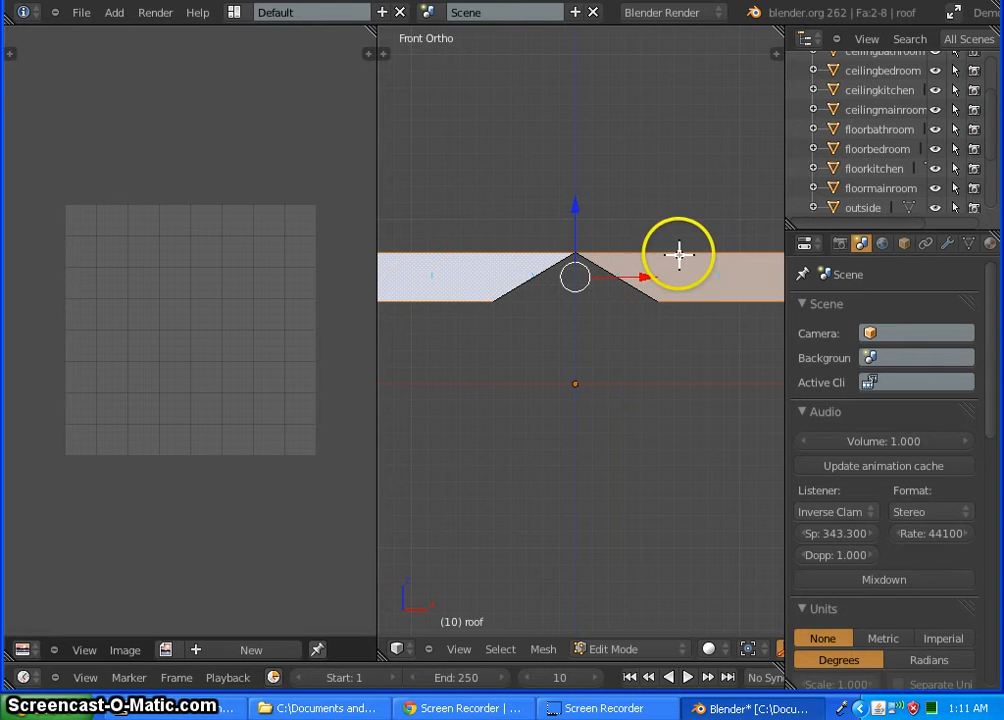 File Add Render Help Default Scene Blender Render blender.org 262 | Fa:2-8 | roof
Front Ortho
View Search All Scenes
ceilingbathroom
ceilingbedroom
ceilingkitchen
ceilingmainroom
floorbathroom
floorbedroom
floorkitchen
floormainroom
outside
Scene
Scene
Camera:
Backgroun
Active Cli
Audio
Volume: 1.000
Update animation cache
Listener: Format:
Inverse Clam Stereo
Sp: 343.300 Rate: 44100
Dopp: 1.000
Mixdown
Units
None Metric Imperial
Degrees Radians
Scale: 1.000 Separate Uni
z
x
(10) roof
View Image New View Select Mesh Edit Mode
View Marker Frame Playback Start: 1 End: 250 10 No Syn
Screencast-O-Matic.com C:\Documents and... Screen Recorder | ... Screen Recorder Blender* [C:\Docu... 1:11 AM